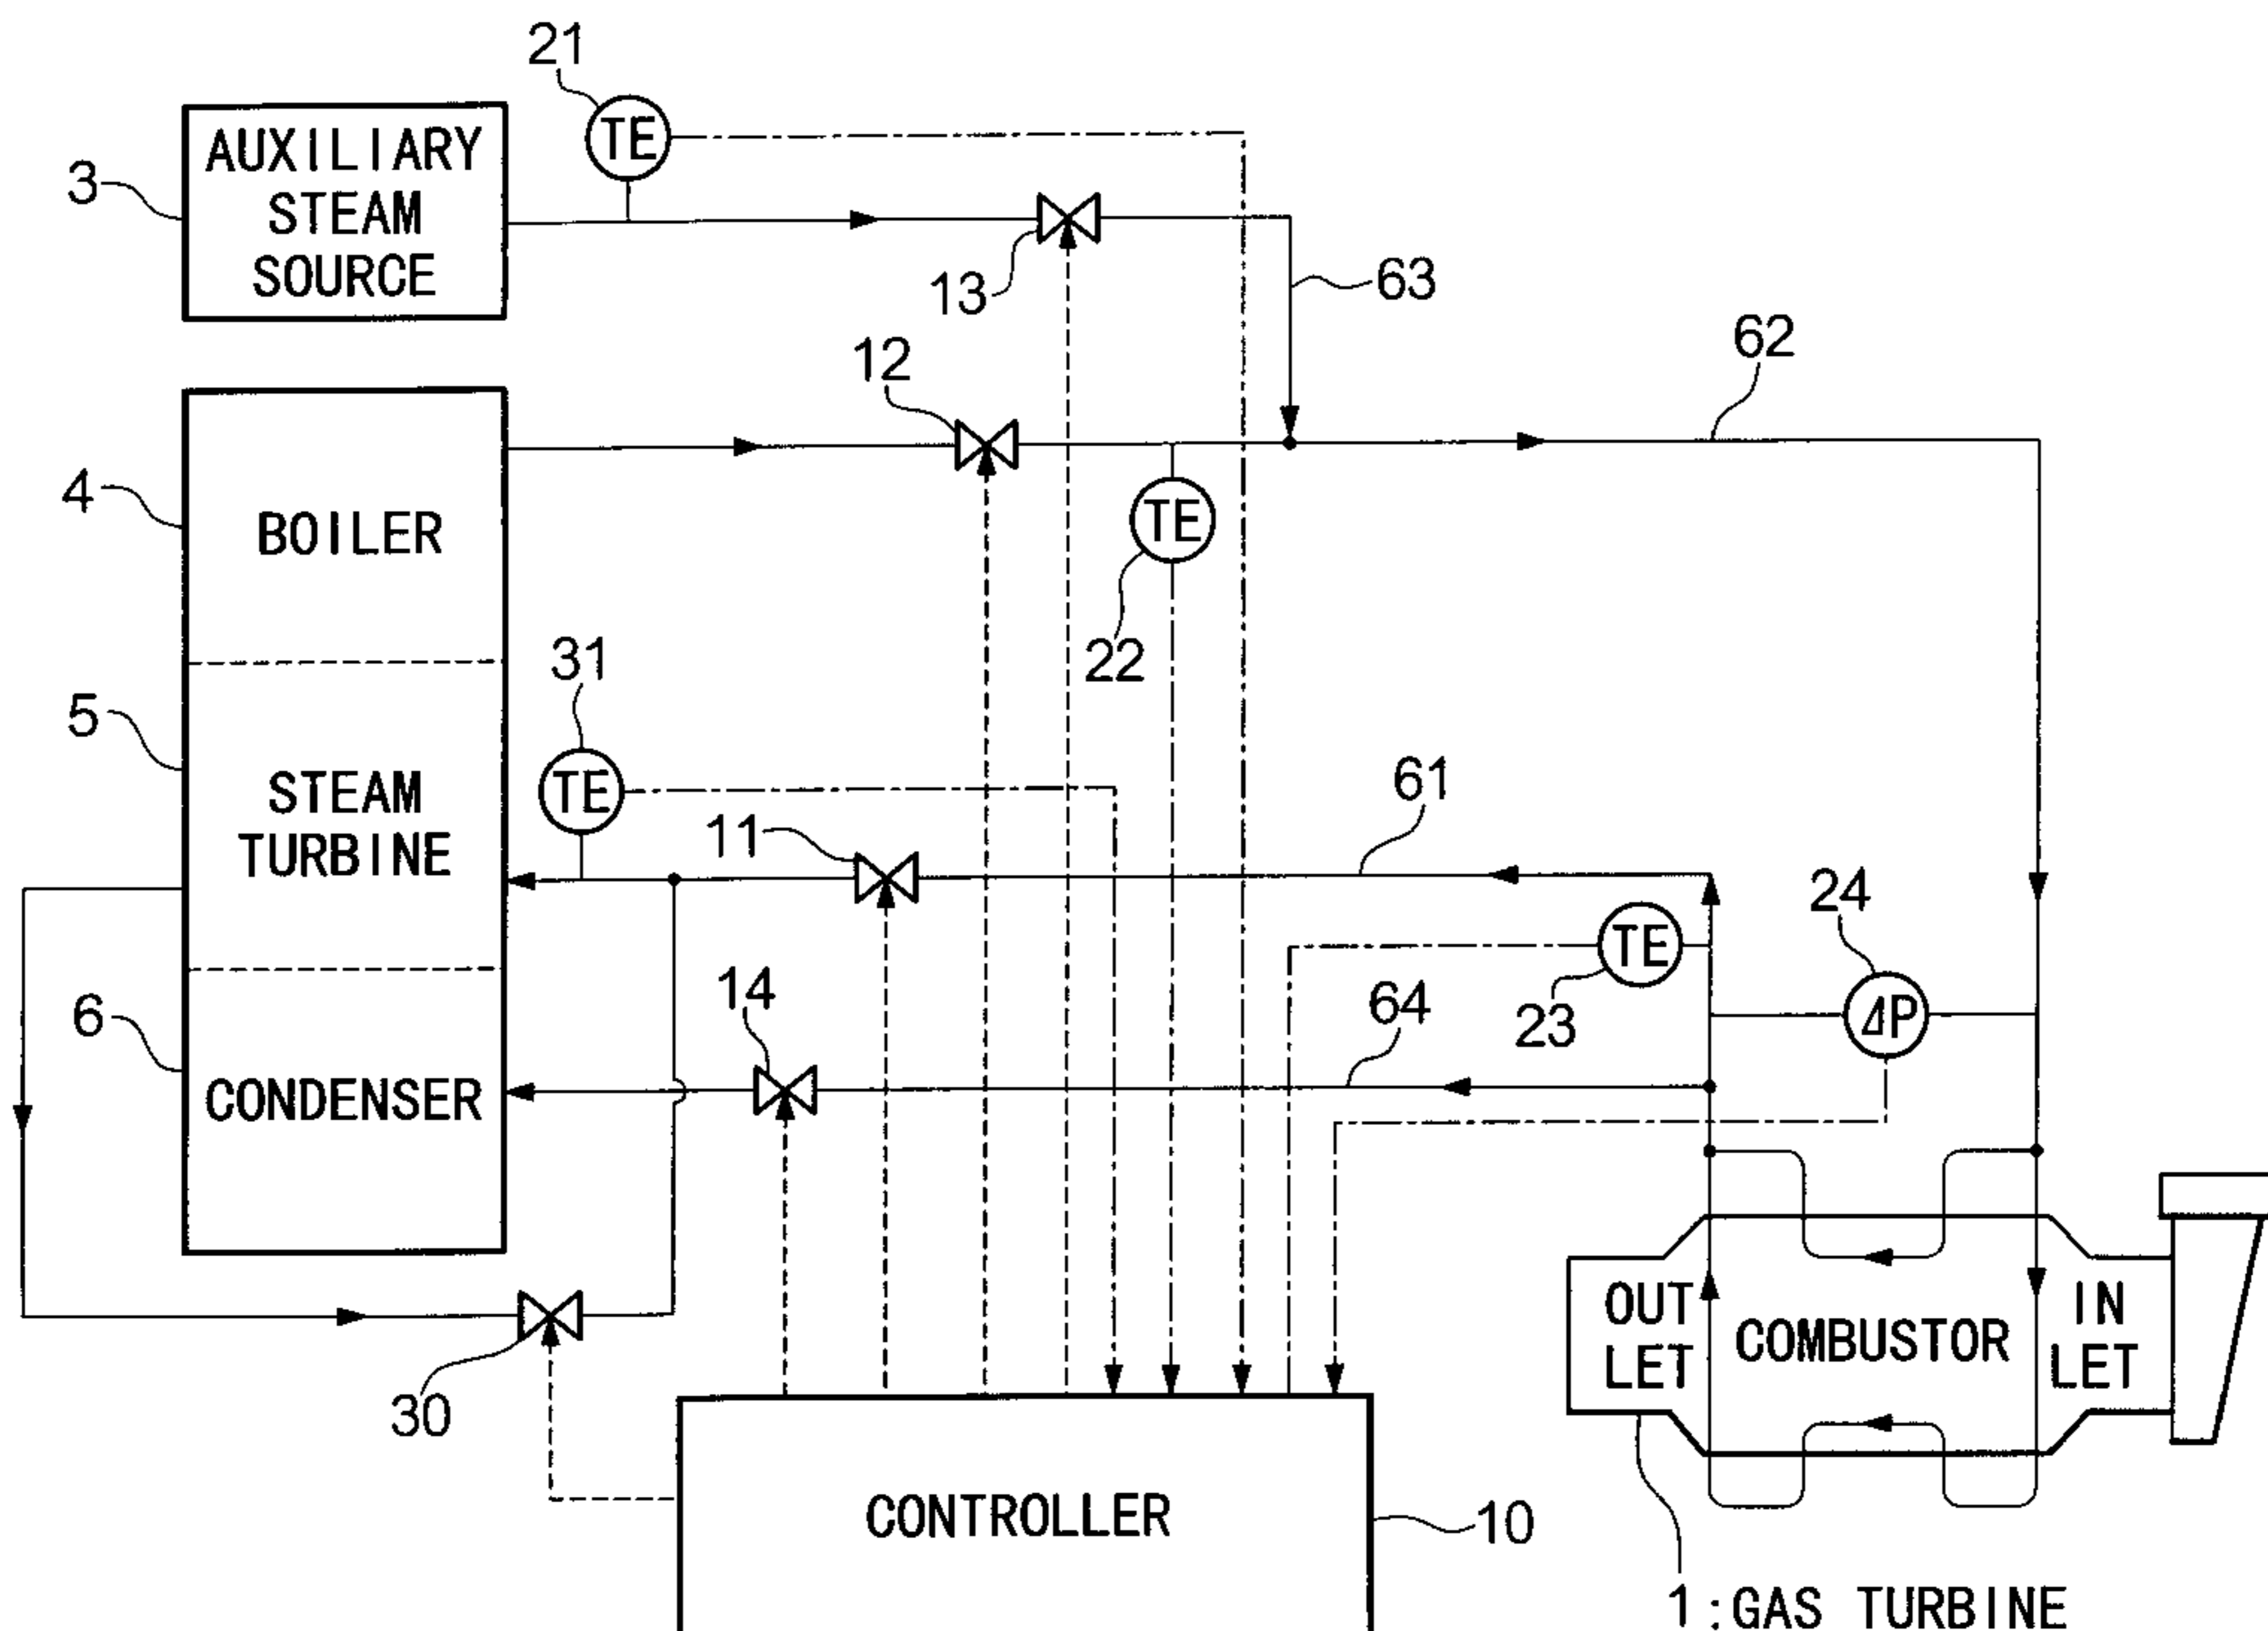 21
TE
3
AUXILIARY
STEAM
SOURCE
13
63
62
12
4
BOILER
TE
22
31
5
STEAM
TURBINE
TE
11
61
24
TE
23
ΔP
6
CONDENSER
14
64
30
OUT
LET
COMBUSTOR
IN
LET
CONTROLLER
10
1:GAS TURBINE